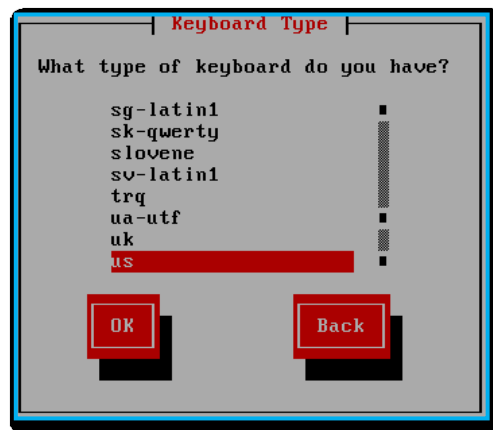 Keyboard Type
What type of keyboard do you have?
sg-latin1
sk-qwerty
slovene
sv-latin1
trq
ua-utf
uk
us
OK
Back